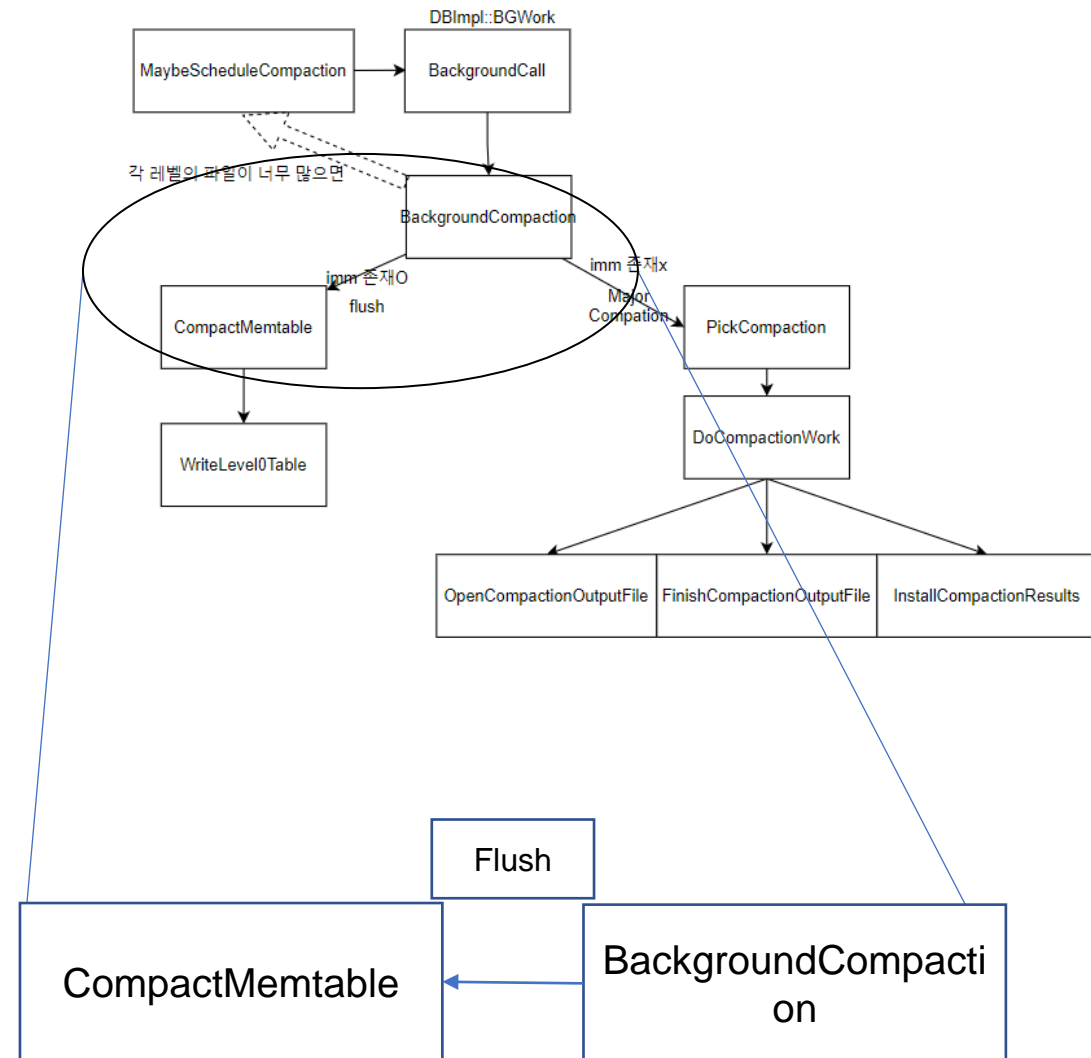 DBImpl::BGWork
MaybeScheduleCompaction
BackgroundCall
각 레벨의 파일이 너무 많으면
BackgroundCompaction
imm 존재O
flush
imm 존재x
Major
Compation
CompactMemtable
PickCompaction
WriteLevel0Table
DoCompactionWork
OpenCompactionOutputFile
FinishCompactionOutputFile
InstallCompactionResults
Flush
CompactMemtable
BackgroundCompacti
on